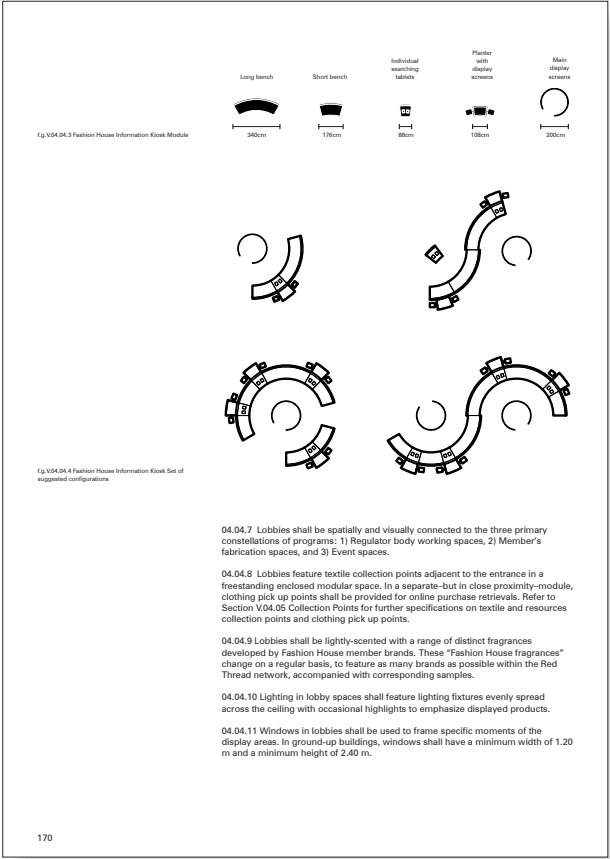 Long bench
Short bench
Individual
searching
tablets
Planter
with
display
screens
Main
display
screens
f.g.V.04.04.3 Fashion House Information Kiosk Module
340cm
176cm
88cm
108cm
200cm
f.g.V.04.04.4 Fashion House Information Kiosk Set of
suggested configurations
04.04.7 Lobbies shall be spatially and visually connected to the three primary
constellations of programs: 1) Regulator body working spaces, 2) Member's
fabrication spaces, and 3) Event spaces.
04.04.8 Lobbies feature textile collection points adjacent to the entrance in a
freestanding enclosed modular space. In a separate–but in close proximity–module,
clothing pick up points shall be provided for online purchase retrievals. Refer to
Section V.04.05 Collection Points for further specifications on textile and resources
collection points and clothing pick up points.
04.04.9 Lobbies shall be lightly-scented with a range of distinct fragrances
developed by Fashion House member brands. These “Fashion House fragrances”
change on a regular basis, to feature as many brands as possible within the Red
Thread network, accompanied with corresponding samples.
04.04.10 Lighting in lobby spaces shall feature lighting fixtures evenly spread
across the ceiling with occasional highlights to emphasize displayed products.
04.04.11 Windows in lobbies shall be used to frame specific moments of the
display areas. In ground-up buildings, windows shall have a minimum width of 1.20
m and a minimum height of 2.40 m.
170